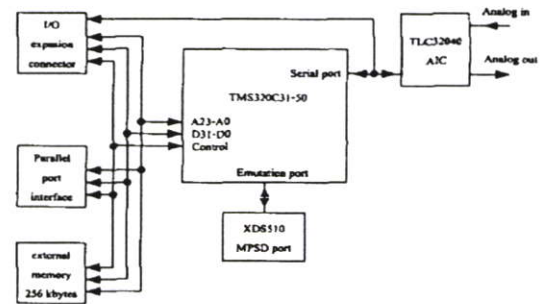 I/O
expansion
connector
Analog in
TLC32040
AIC
Analog out
Serial port
TMS320C31-50
A23-A0
D31-D0
Control
Parallel
port
interface
Emutation port
XDS510
MPSD port
external
memory
256 kbytes